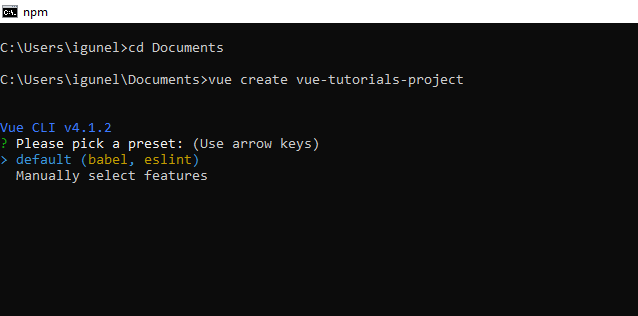 npm
C:\Users\igunel>cd Documents
C:\Users\igunel\Documents>vue create vue-tutorials-project
Vue CLI v4.1.2
? Please pick a preset: (Use arrow keys)
> default (babel, eslint)
Manually select features